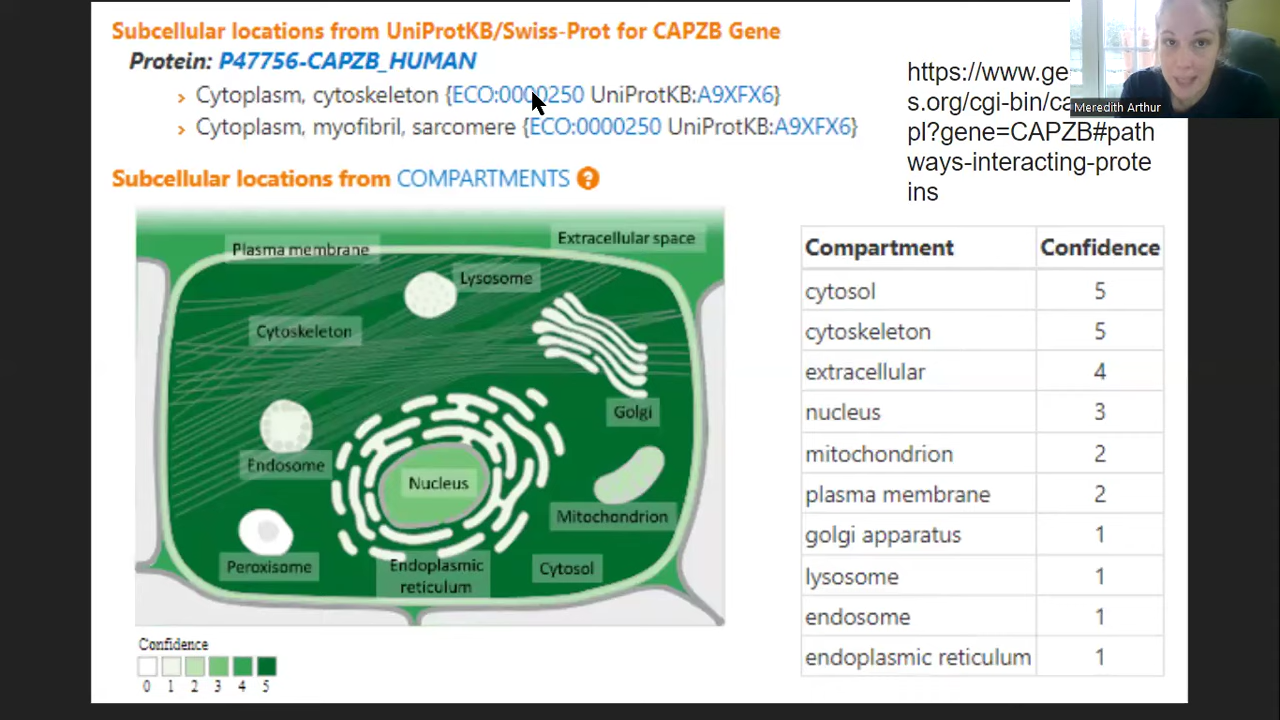 Subcellular locations from UniProtKB/Swiss-Prot for CAPZB Gene
Protein: P47756-CAPZB_HUMAN
› Cytoplasm, cytoskeleton {ECO:0000250 UniProtKB:A9XFX6}
› Cytoplasm, myofibril, sarcomere {ECO:0000250 UniProtKB:A9XFX6}
Subcellular locations from COMPARTMENTS ?
Plasma membrane
Extracellular space
Lysosome
Cytoskeleton
Golgi
Endosome
Nucleus
Mitochondrion
Peroxisome
Endoplasmic
reticulum
Cytosol
Confidence
0 1 2 3 4 5
https://www.ge
s.org/cgi-bin/ca
pl?gene=CAPZB#path
ways-interacting-prote
ins
Meredith Arthur
Compartment Confidence
cytosol 5
cytoskeleton 5
extracellular 4
nucleus 3
mitochondrion 2
plasma membrane 2
golgi apparatus 1
lysosome 1
endosome 1
endoplasmic reticulum 1